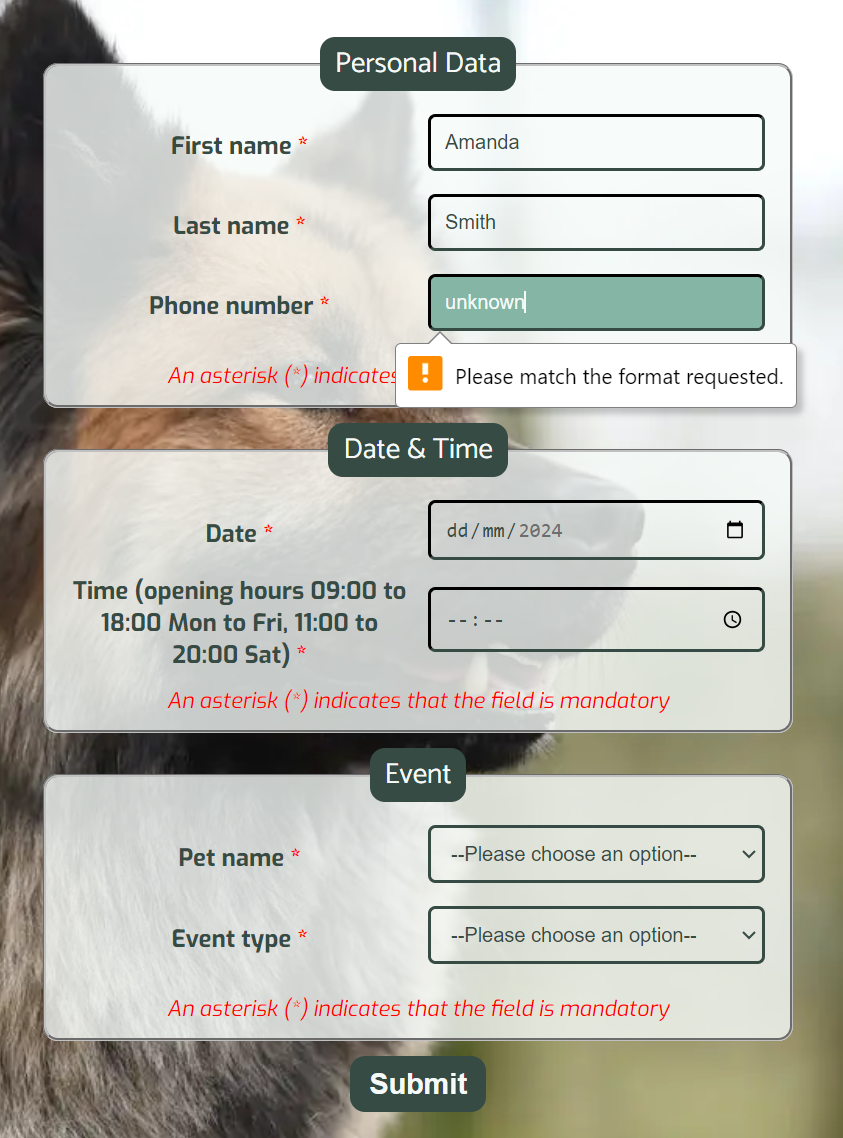 Personal Data
First name *
Amanda
Last name *
Smith
Phone number *
unknown
An asterisk (*) indicates
Please match the format requested.
Date & Time
Date *
dd/mm/2024
Time (opening hours 09:00 to
18:00 Mon to Fri, 11:00 to
20:00 Sat) *
--:--
An asterisk (*) indicates that the field is mandatory
Event
Pet name *
--Please choose an option--
Event type *
--Please choose an option--
An asterisk (*) indicates that the field is mandatory
Submit